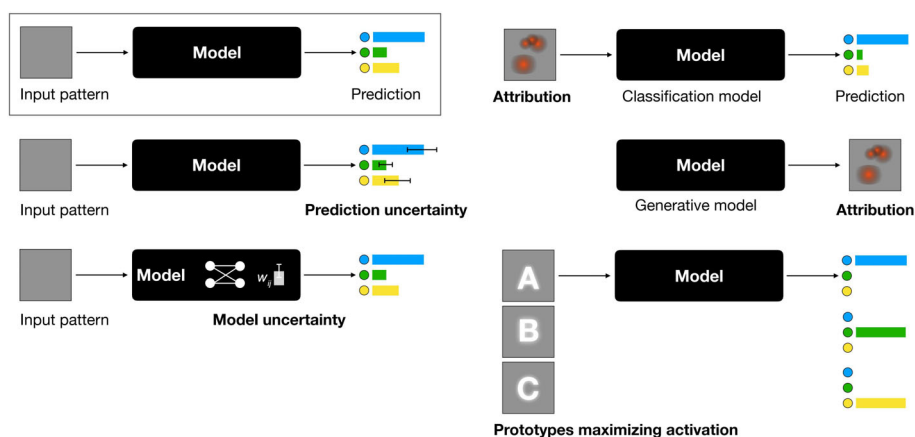 Model
Input pattern
Prediction
Model
Input pattern
Prediction uncertainty
Model
w_ij
Input pattern
Model uncertainty
Model
Attribution
Classification model
Prediction
Model
Generative model
Attribution
A
Model
B
C
Prototypes maximizing activation